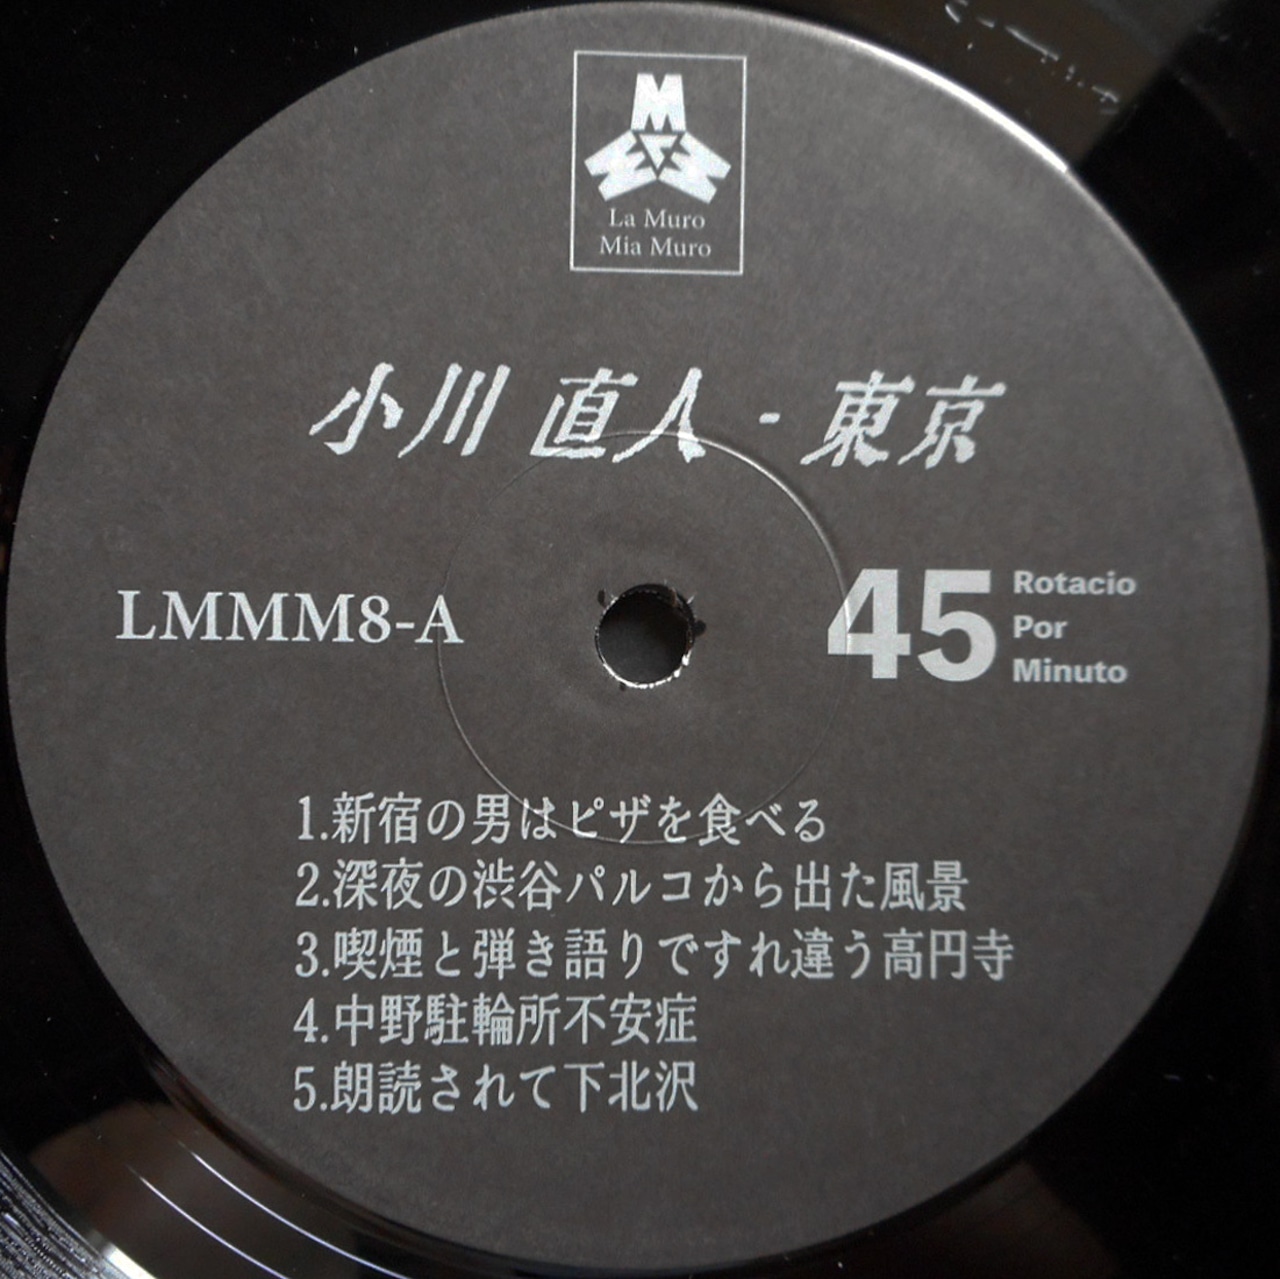 M
M
M
La Muro
Mia Muro
小川 直人 - 東京
LMMM8-A
45 Rotacio
Por
Minuto
1.新宿の男はピザを食べる
2.深夜の渋谷パルコから出た風景
3.喫煙と弾き語りですれ違う高円寺
4.中野駐輪所不安症
5.朗読されて下北沢